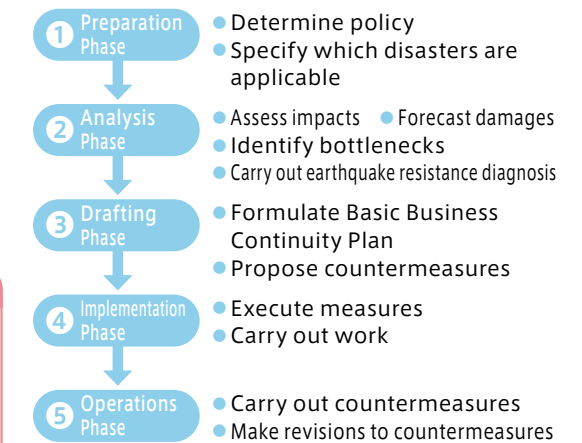 1 Preparation
Phase
● Determine policy
● Specify which disasters are
applicable
2 Analysis
Phase
● Assess impacts ● Forecast damages
● Identify bottlenecks
● Carry out earthquake resistance diagnosis
3 Drafting
Phase
● Formulate Basic Business
Continuity Plan
● Propose countermeasures
4 Implementation
Phase
● Execute measures
● Carry out work
5 Operations
Phase
● Carry out countermeasures
● Make revisions to countermeasures